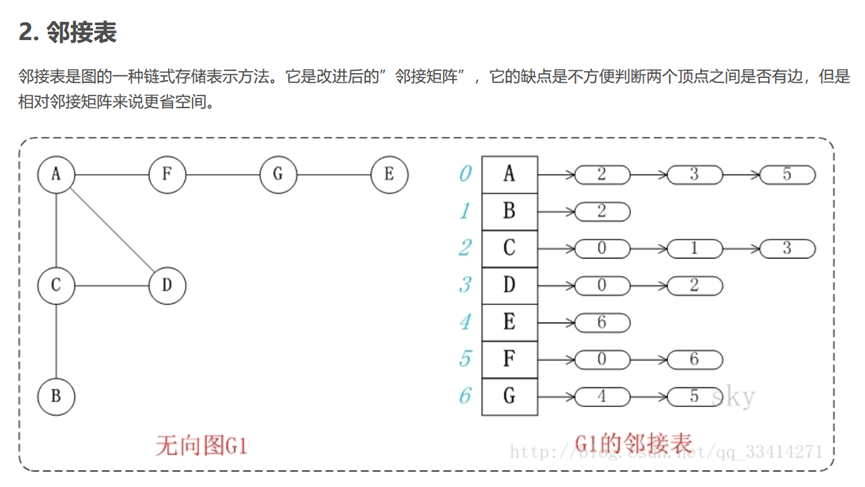 2. 邻接表
邻接表是图的一种链式存储表示方法。它是改进后的”邻接矩阵”，它的缺点是不方便判断两个顶点之间是否有边，但是
相对邻接矩阵来说更省空间。
A F G E
C D
B
无向图G1
0 A 2 3 5
1 B 2
2 C 0 1 3
3 D 0 2
4 E 6
5 F 0 6
6 G 4 5
sky
G1的邻接表
http://blog.csdn.net/qq_33414271